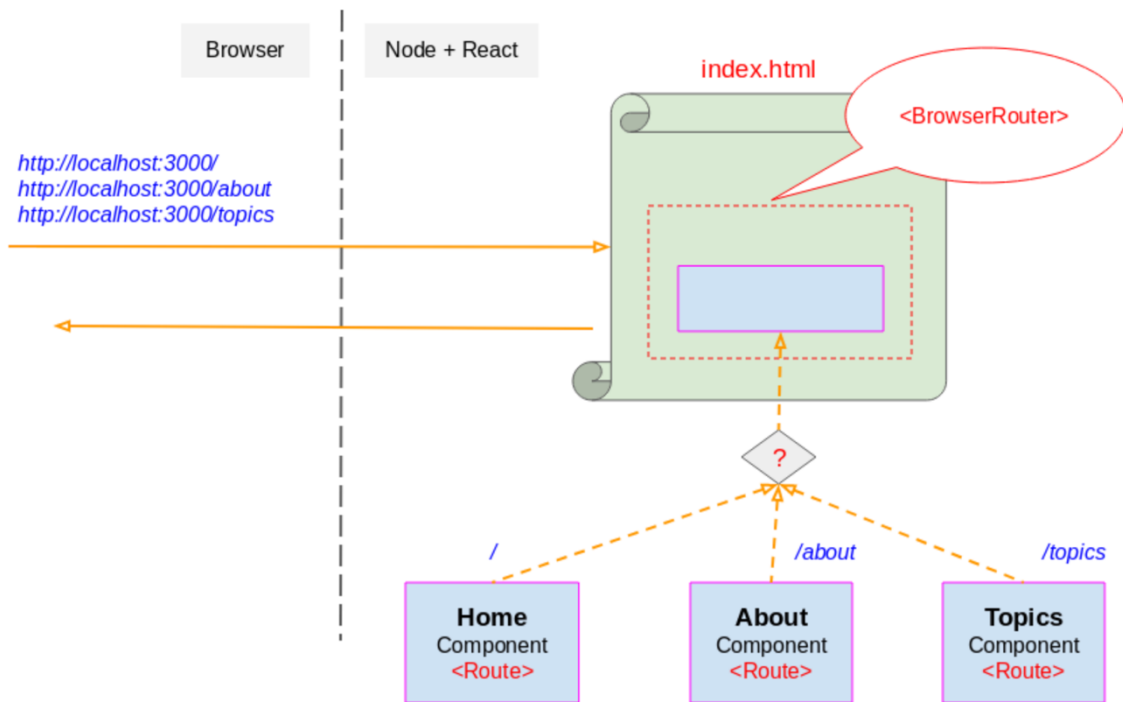 Browser
Node + React
index.html
<BrowserRouter>
http://localhost:3000/
http://localhost:3000/about
http://localhost:3000/topics
?
/
/about
/topics
Home
Component
<Route>
About
Component
<Route>
Topics
Component
<Route>